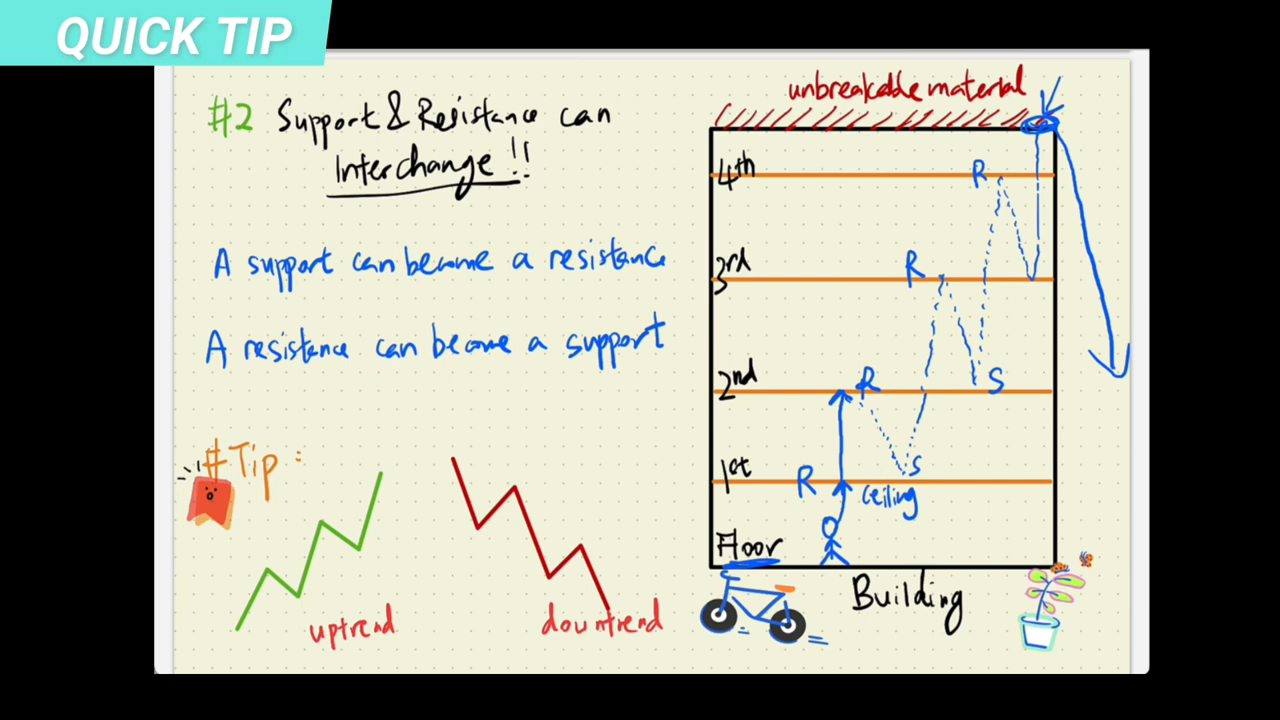 QUICK TIP
#2 Support & Resistance can
Interchange!!
A support can become a resistance
A resistance can become a support
#Tip:
uptrend
downtrend
unbreakable material
4th
R
3rd
R
2nd
R
S
1st
R
S
ceiling
Floor
Building